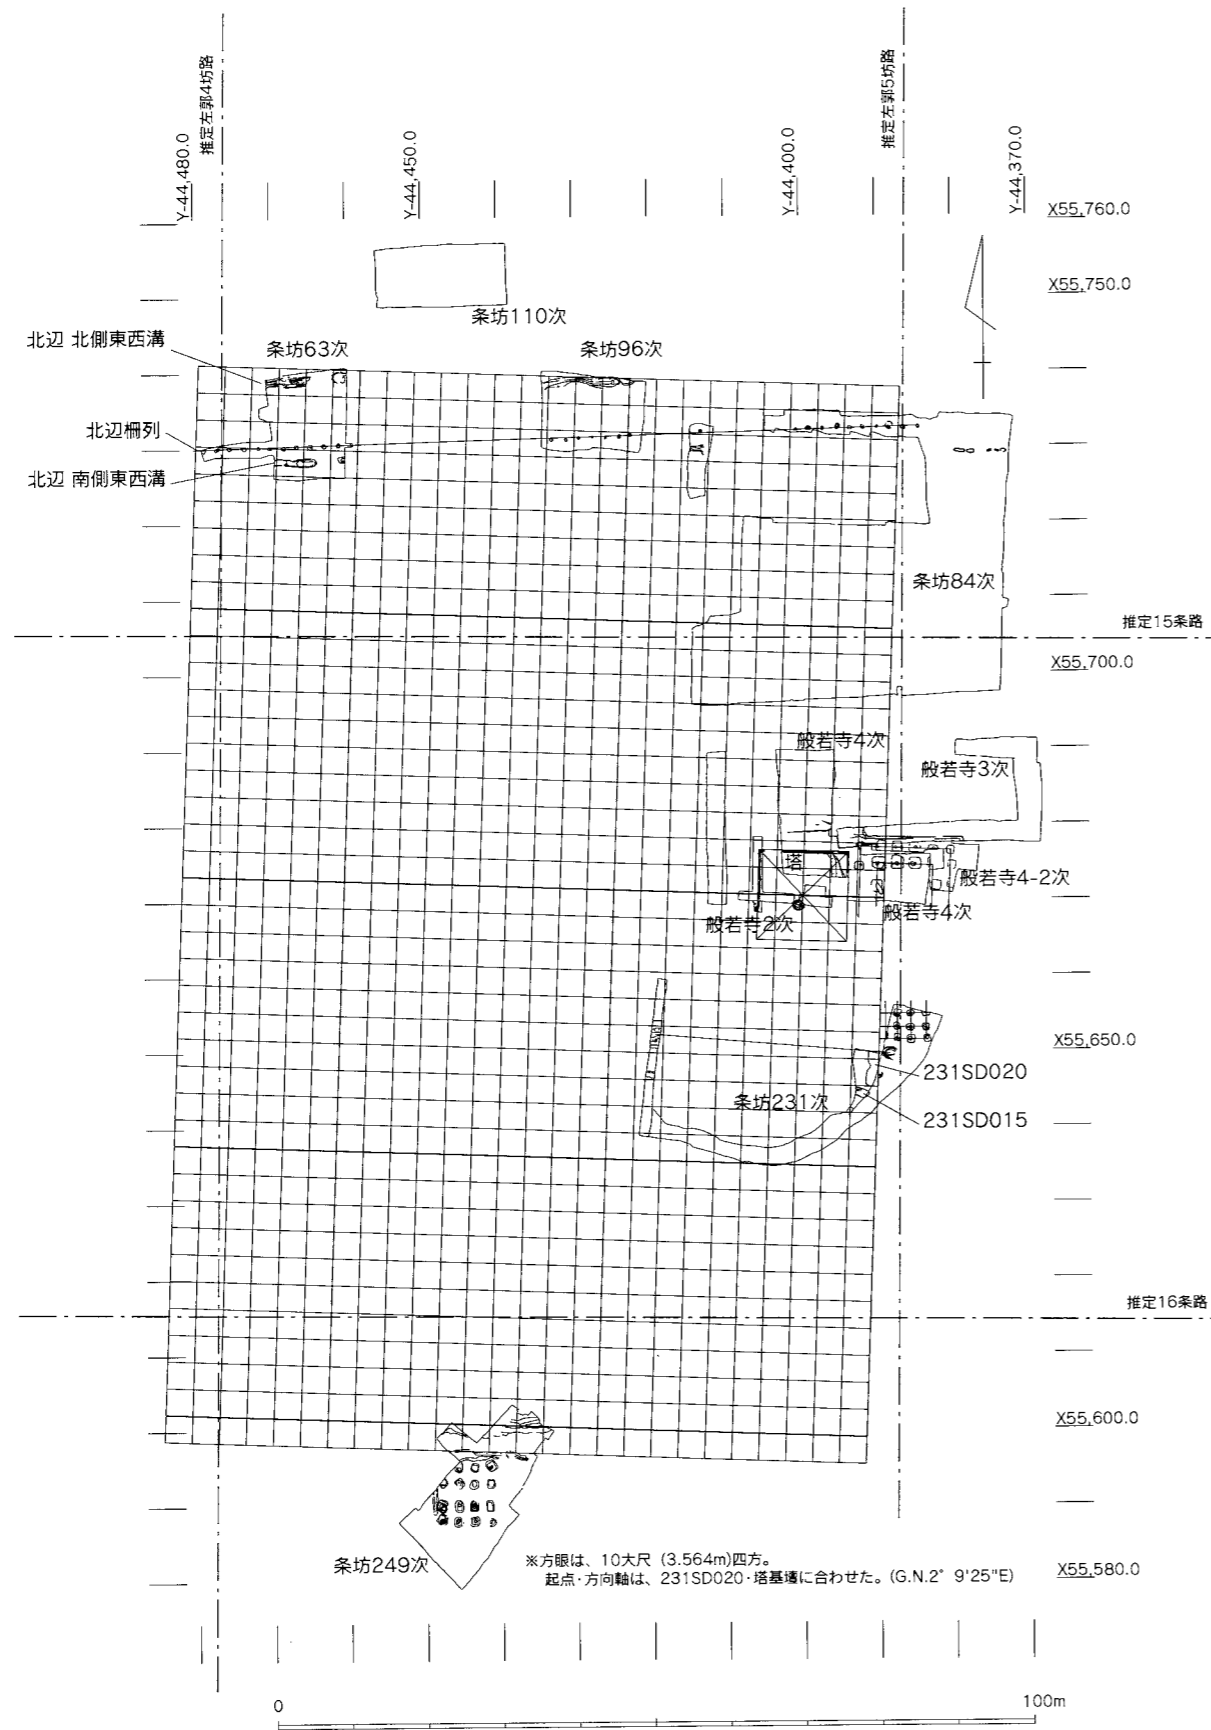 推定左郭4坊路
推定左郭5坊路
Y-44,480.0
Y-44,450.0
Y-44,400.0
Y-44,370.0
X55,760.0
X55,750.0
条坊110次
北辺 北側東西溝
条坊63次
条坊96次
北辺柵列
北辺 南側東西溝
条坊84次
推定15条路
X55,700.0
般若寺4次
般若寺3次
塔
般若寺4-2次
般若寺2次
般若寺4次
X55,650.0
231SD020
条坊231次
231SD015
推定16条路
X55,600.0
条坊249次
※方眼は、10大尺 (3.564m)四方。
起点・方向軸は、231SD020・塔基壇に合わせた。(G.N.2° 9'25"E)
X55,580.0
0
100m